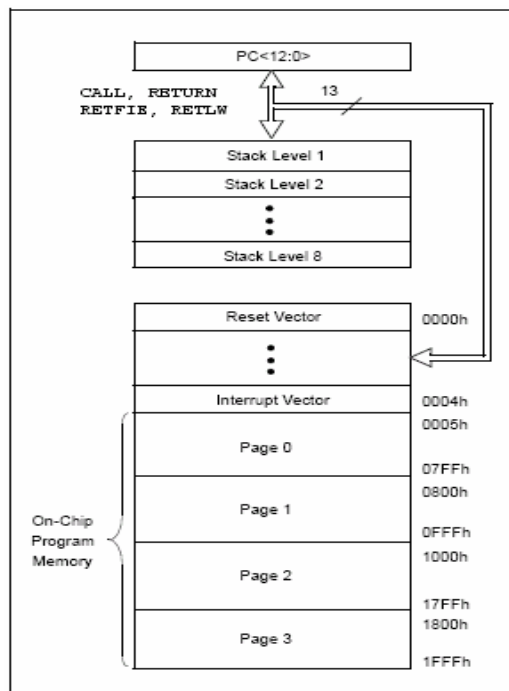 PC<12:0>
CALL, RETURN
RETFIE, RETLW
13
Stack Level 1
Stack Level 2
Stack Level 8
Reset Vector
0000h
Interrupt Vector
0004h
0005h
Page 0
07FFh
0800h
Page 1
0FFFh
On-Chip
Program
Memory
1000h
Page 2
17FFh
1800h
Page 3
1FFFh